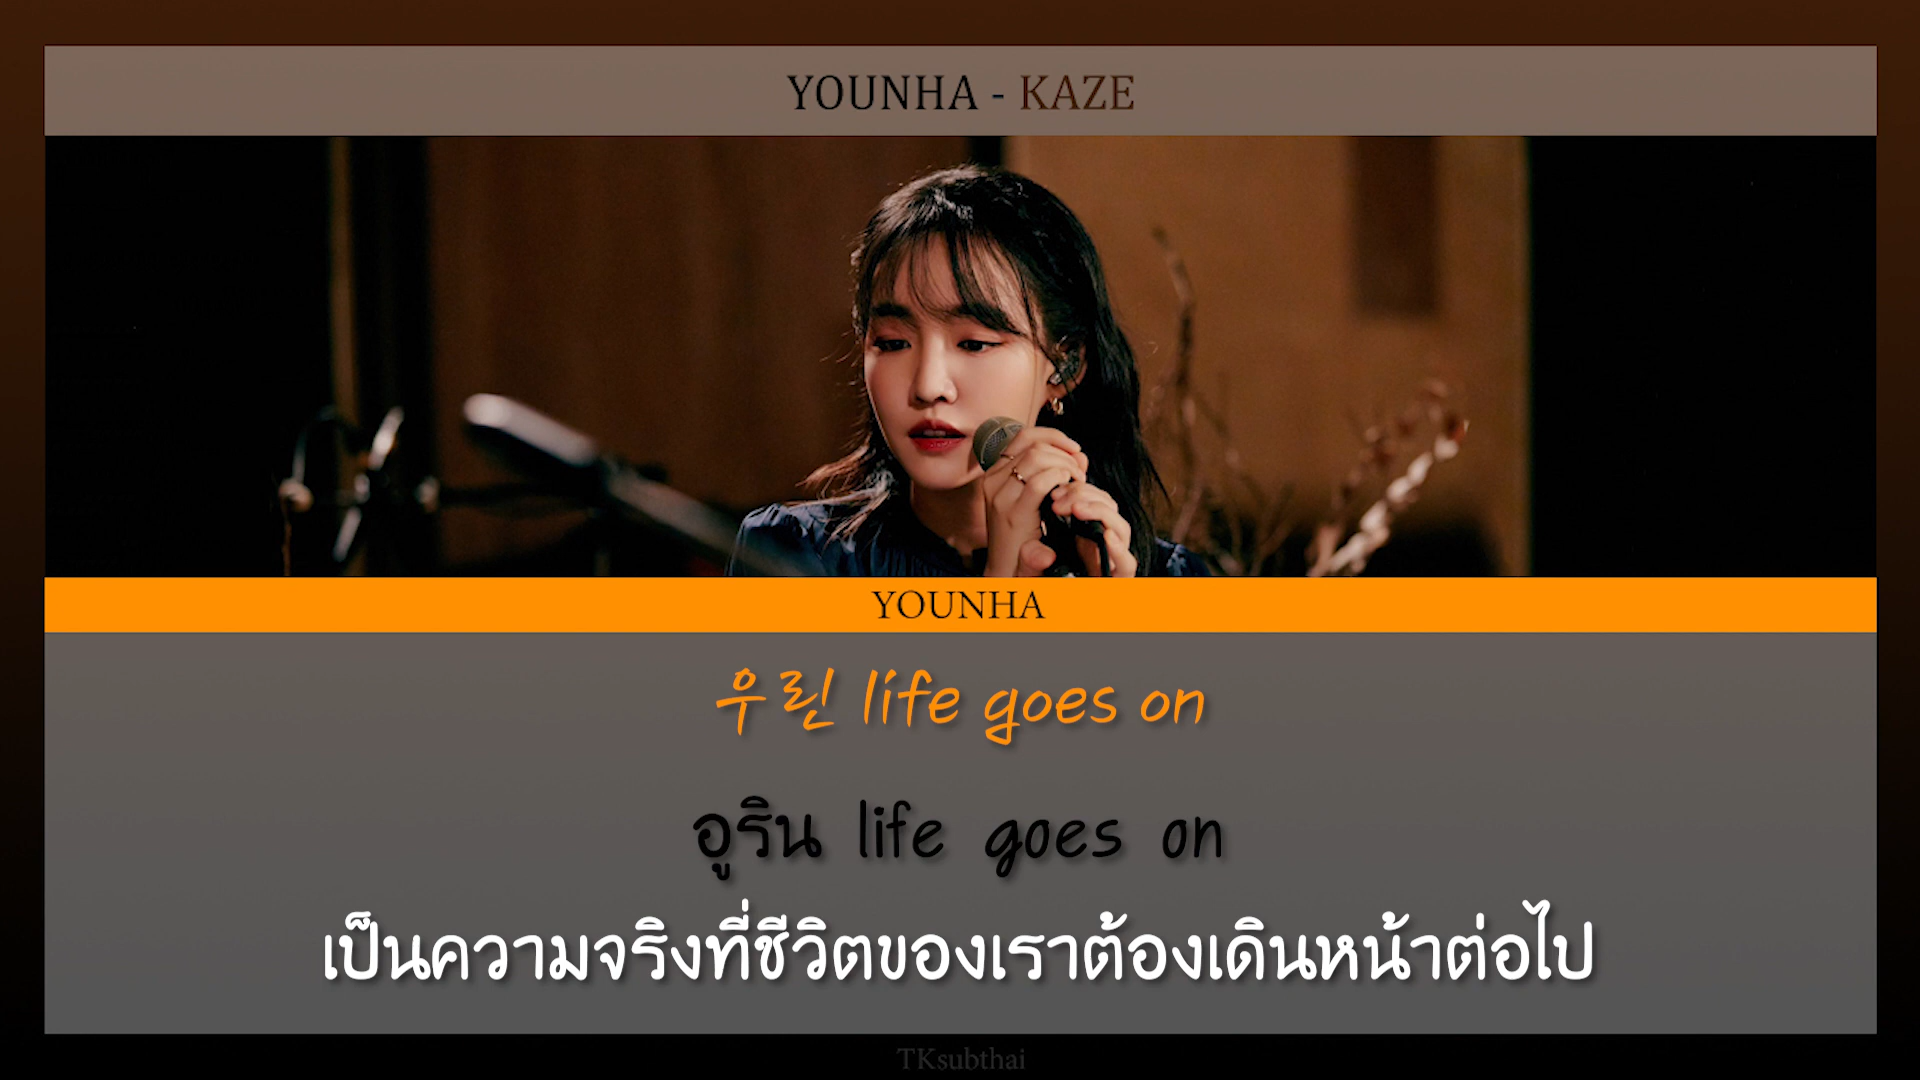 YOUNHA - KAZE
YOUNHA
우린 life goes on
อูริน life goes on
เป็นความจริงที่ชีวิตของเราต้องเดินหน้าต่อไป
TKsubthai